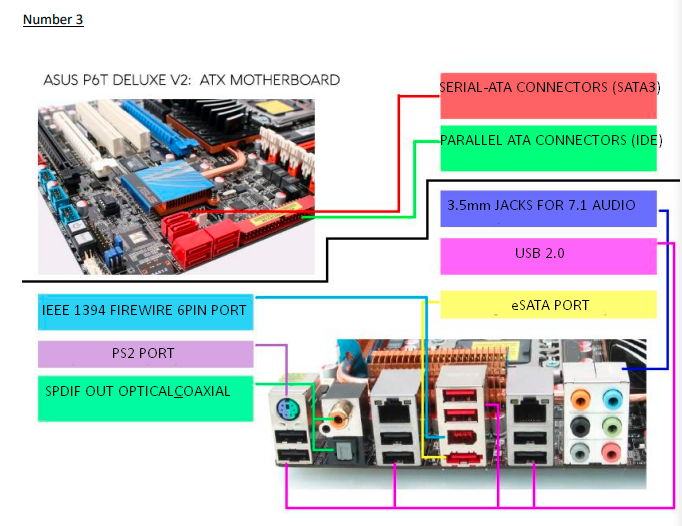 Number 3
ASUS P6T DELUXE V2: ATX MOTHERBOARD
SERIAL-ATA CONNECTORS (SATA3)
PARALLEL ATA CONNECTORS (IDE)
3.5mm JACKS FOR 7.1 AUDIO
USB 2.0
eSATA PORT
IEEE 1394 FIREWIRE 6PIN PORT
PS2 PORT
SPDIF OUT OPTICALCOAXIAL